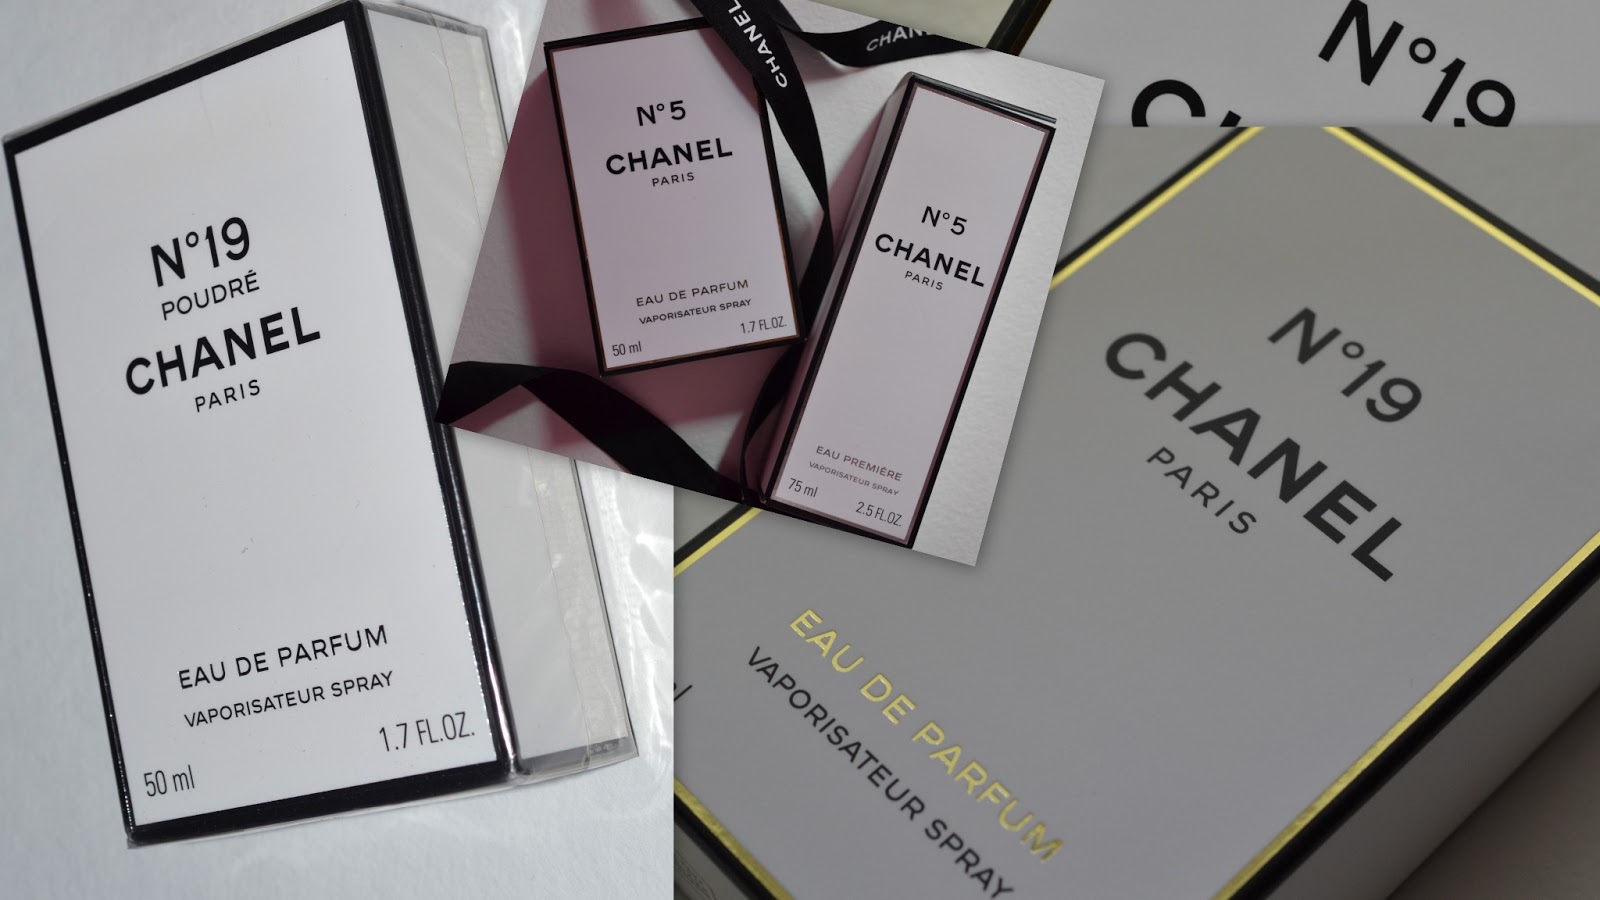 N°19
POUDRÉ
CHANEL
PARIS
EAU DE PARFUM
VAPORISATEUR SPRAY
1.7 FL.OZ.
50 ml
CHANEL
N°5
CHANEL
PARIS
EAU DE PARFUM
VAPORISATEUR SPRAY
1.7 FL.OZ.
50 ml
N°5
CHANEL
PARIS
EAU PREMIÈRE
VAPORISATEUR SPRAY
75 ml
2.5 FL.OZ.
N°19
N°19
CHANEL
PARIS
EAU DE PARFUM
VAPORISATEUR SPRAY